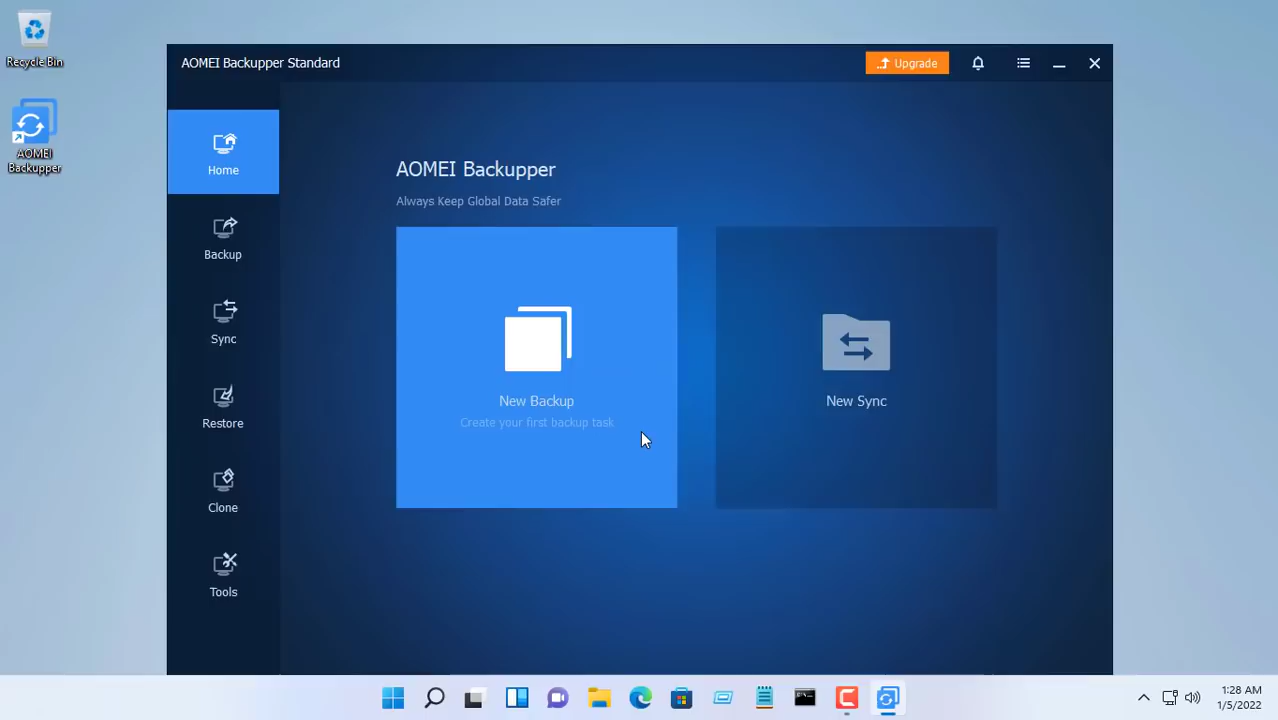 Recycle Bin
AOMEI
Backupper
AOMEI Backupper Standard
Upgrade
Home
Backup
Sync
Restore
Clone
Tools
AOMEI Backupper
Always Keep Global Data Safer
New Backup
Create your first backup task
New Sync
1:28 AM
1/5/2022